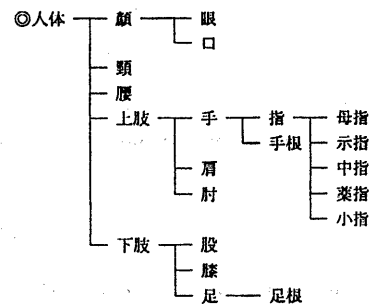 ◎人体 顔 眼
口
頸
腰
上肢 手 指 母指
手根 示指
肩 中指
肘 薬指
小指
下肢 股
膝
足 足根